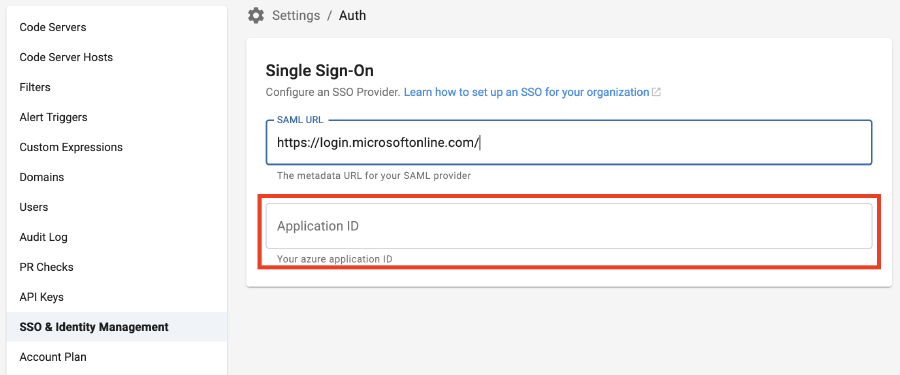 Code Servers
Code Server Hosts
Filters
Alert Triggers
Custom Expressions
Domains
Users
Audit Log
PR Checks
API Keys
SSO & Identity Management
Account Plan
Settings / Auth
Single Sign-On
Configure an SSO Provider. Learn how to set up an SSO for your organization
SAML URL
https://login.microsoftonline.com/
The metadata URL for your SAML provider
Application ID
Your azure application ID